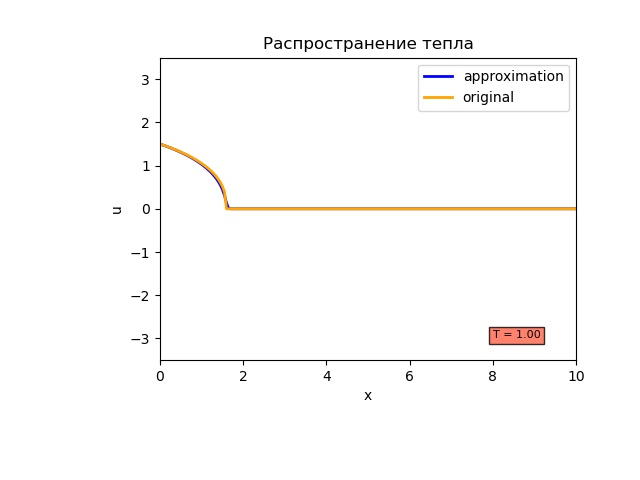 Распространение тепла
approximation
original
3
2
1
0
−1
−2
−3
u
T = 1.00
0 2 4 6 8 10
x